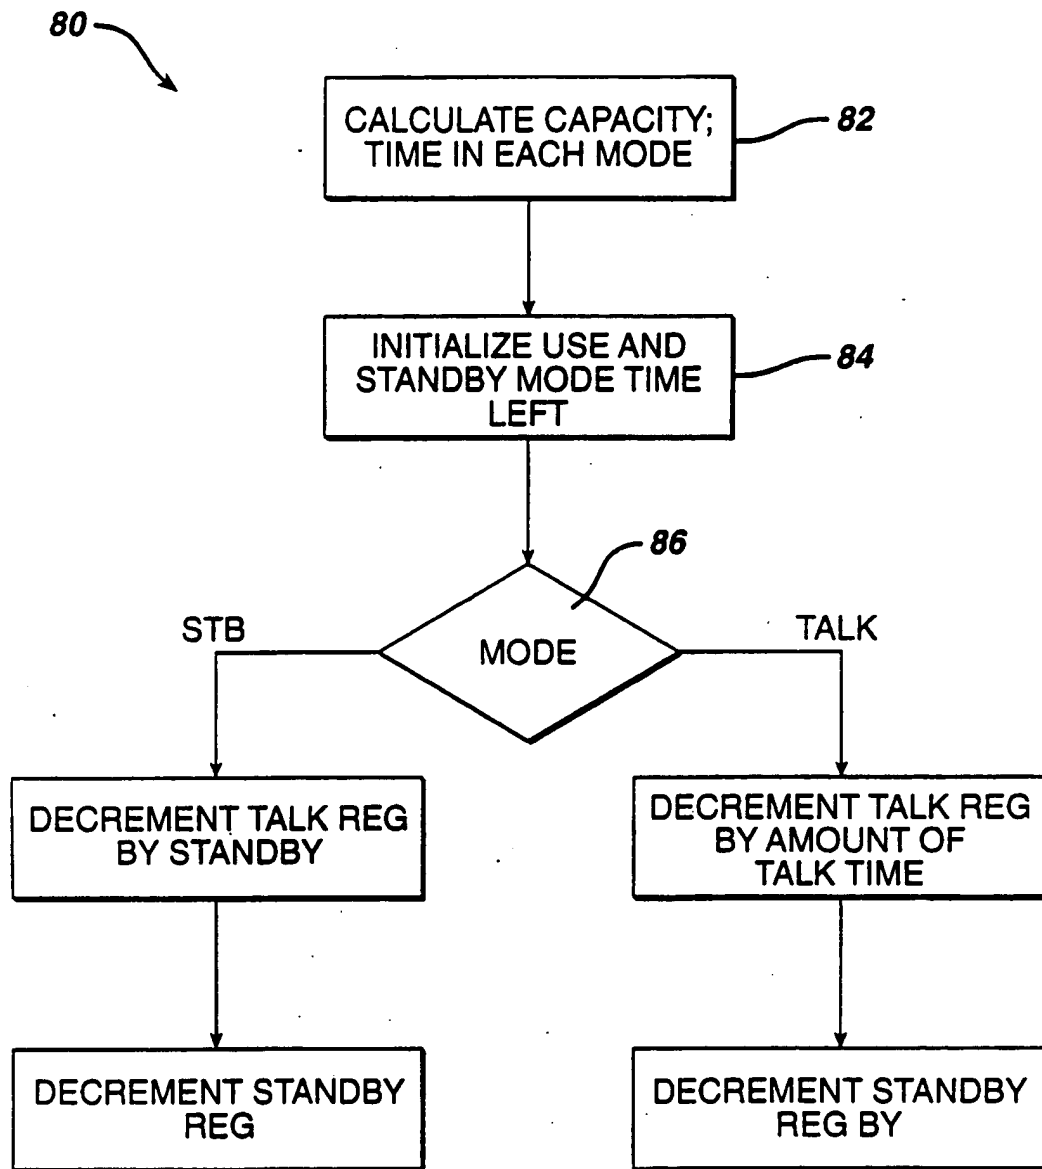 80
CALCULATE CAPACITY;
TIME IN EACH MODE
82
INITIALIZE USE AND
STANDBY MODE TIME
LEFT
84
86
MODE
STB
TALK
DECREMENT TALK REG
BY STANDBY
DECREMENT TALK REG
BY AMOUNT OF
TALK TIME
DECREMENT STANDBY
REG
DECREMENT STANDBY
REG BY